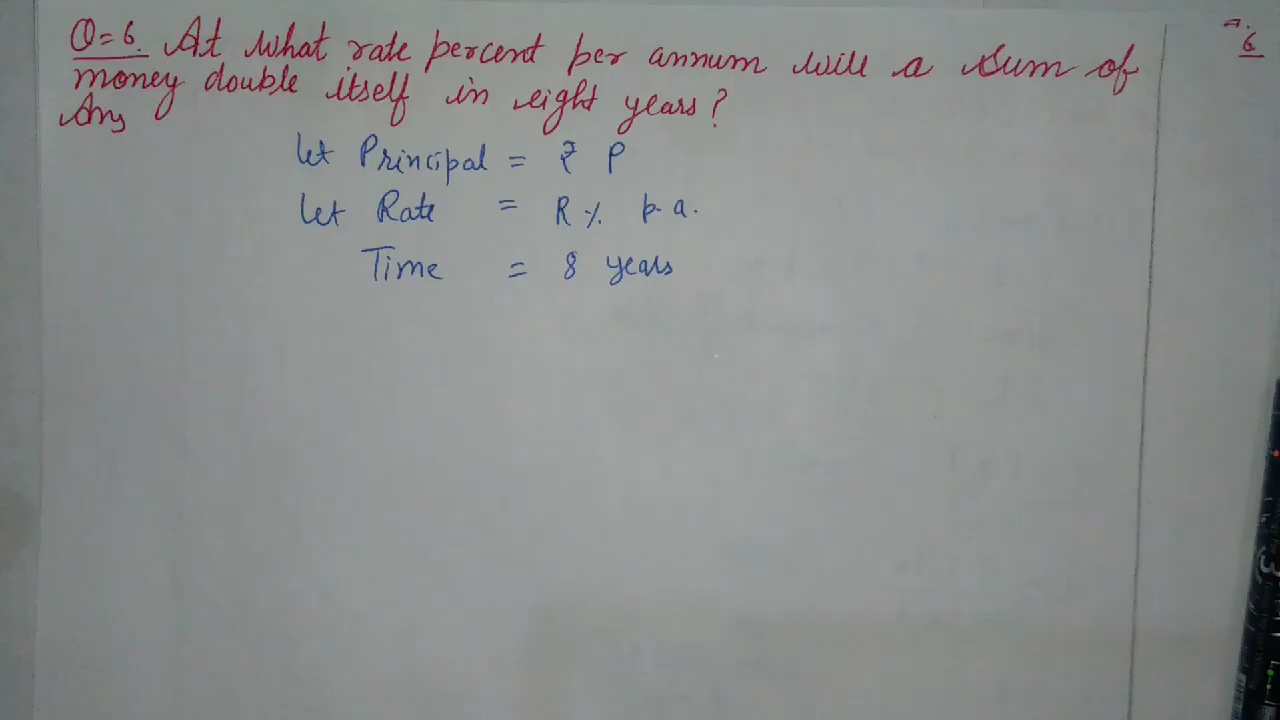 Q=6. At what rate percent per annum will a sum of
money double itself in eight years?
Ans
let Principal = ₹ P
let Rate = R % p.a.
Time = 8 years
6